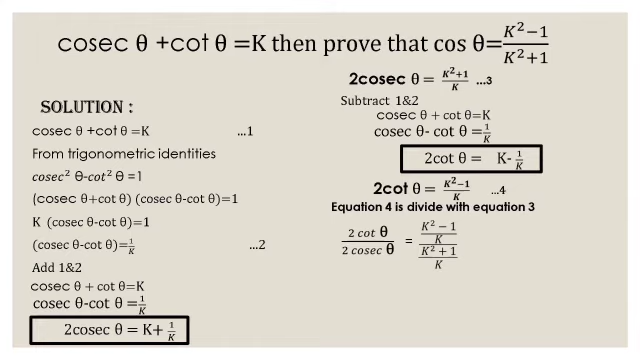 cosec θ +cot θ =K then prove that cos θ=(K²−1)/(K²+1)
SOLUTION :
cosec θ +cot θ =K ...1
From trigonometric identities
cosec² θ-cot² θ =1
(cosec θ+cot θ) (cosec θ-cot θ)=1
K (cosec θ-cot θ)=1
(cosec θ-cot θ)=1/K ...2
Add 1&2
cosec θ + cot θ=K
cosec θ-cot θ =1/K
2cosec θ = K+ 1/K
2cosec θ = (K²+1)/K ...3
Subtract 1&2
cosec θ + cot θ=K
cosec θ- cot θ =1/K
2cot θ = K- 1/K
2cot θ = (K²−1)/K ...4
Equation 4 is divide with equation 3
(2 cot θ)/(2 cosec θ) = ((K²−1)/K)/((K²+1)/K)